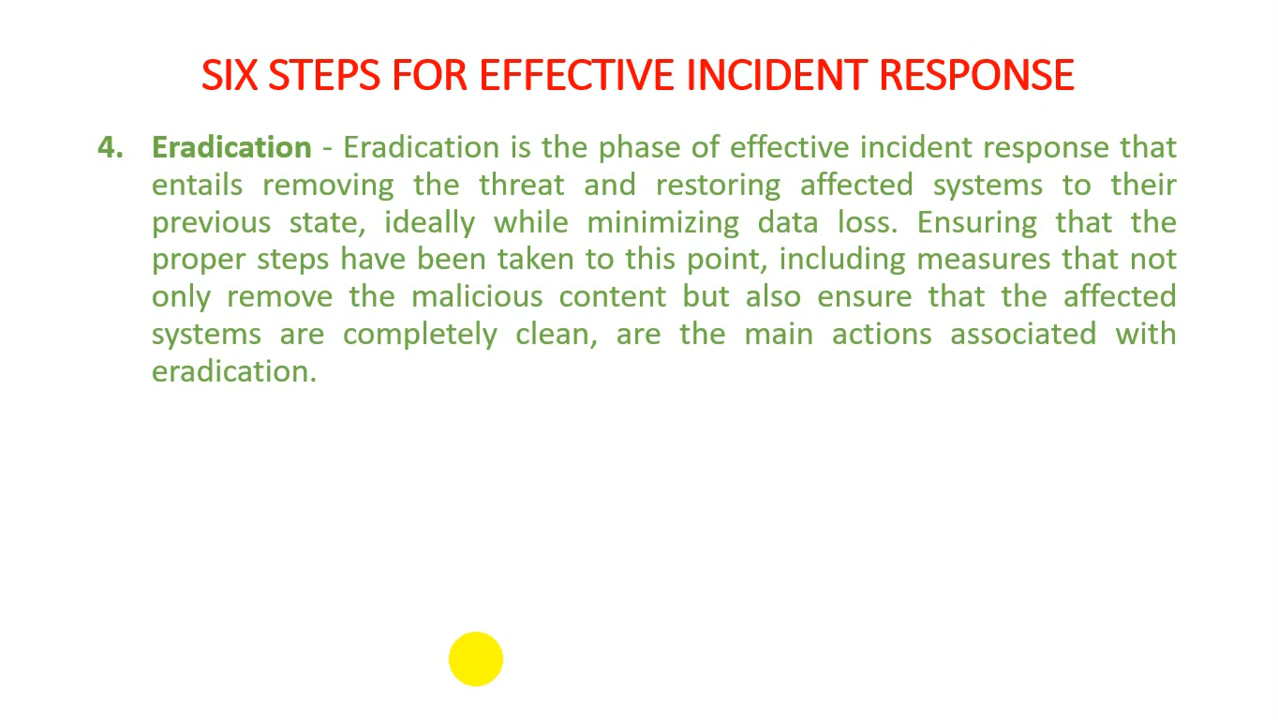 SIX STEPS FOR EFFECTIVE INCIDENT RESPONSE
4. Eradication - Eradication is the phase of effective incident response that
entails removing the threat and restoring affected systems to their
previous state, ideally while minimizing data loss. Ensuring that the
proper steps have been taken to this point, including measures that not
only remove the malicious content but also ensure that the affected
systems are completely clean, are the main actions associated with
eradication.